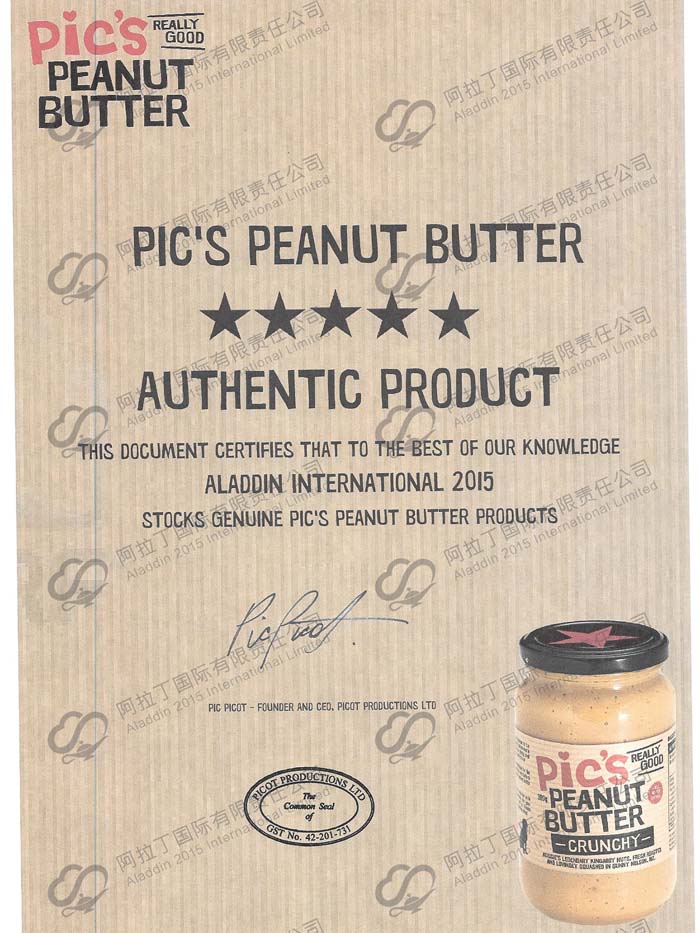 Pic's REALLY GOOD
PEANUT
BUTTER
阿拉丁国际有限责任公司
Aladdin 2015 International Limited
PIC'S PEANUT BUTTER
AUTHENTIC PRODUCT
THIS DOCUMENT CERTIFIES THAT TO THE BEST OF OUR KNOWLEDGE
ALADDIN INTERNATIONAL 2015
STOCKS GENUINE PIC'S PEANUT BUTTER PRODUCTS
Pic Picot.
PIC PICOT - FOUNDER AND CEO, PICOT PRODUCTIONS LTD
PICOT PRODUCTIONS LTD
The
Common Seal
of
GST No. 42-201-731
Pic's REALLY GOOD
PEANUT
BUTTER
CRUNCHY